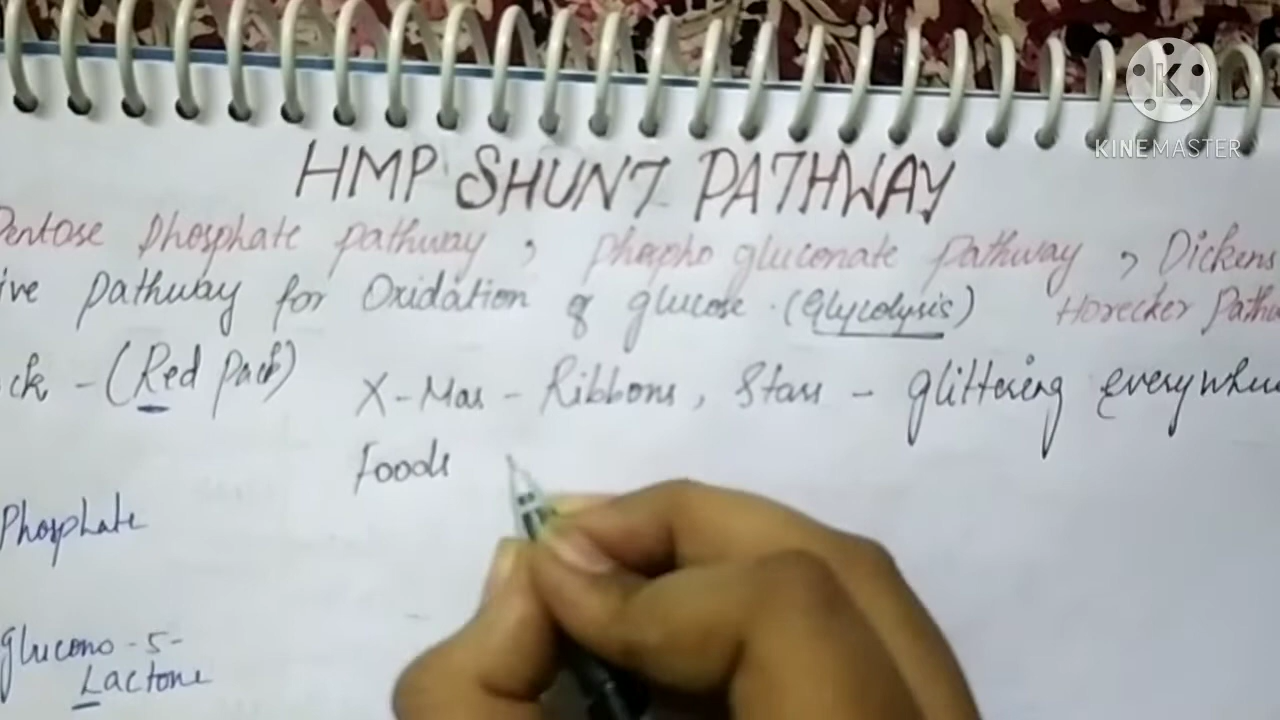 K
KINEMASTER
HMP SHUNT PATHWAY
Pentose phosphate pathway, phospho gluconate pathway, Dickens
ive pathway for Oxidation of glucose. (Glycolysis) Horecker Pathw
ck - (Red Pack)
X-Mas - Ribbons, Stars - glittering everywhere
Foods
Phosphate
glucono - 5 -
Lactone